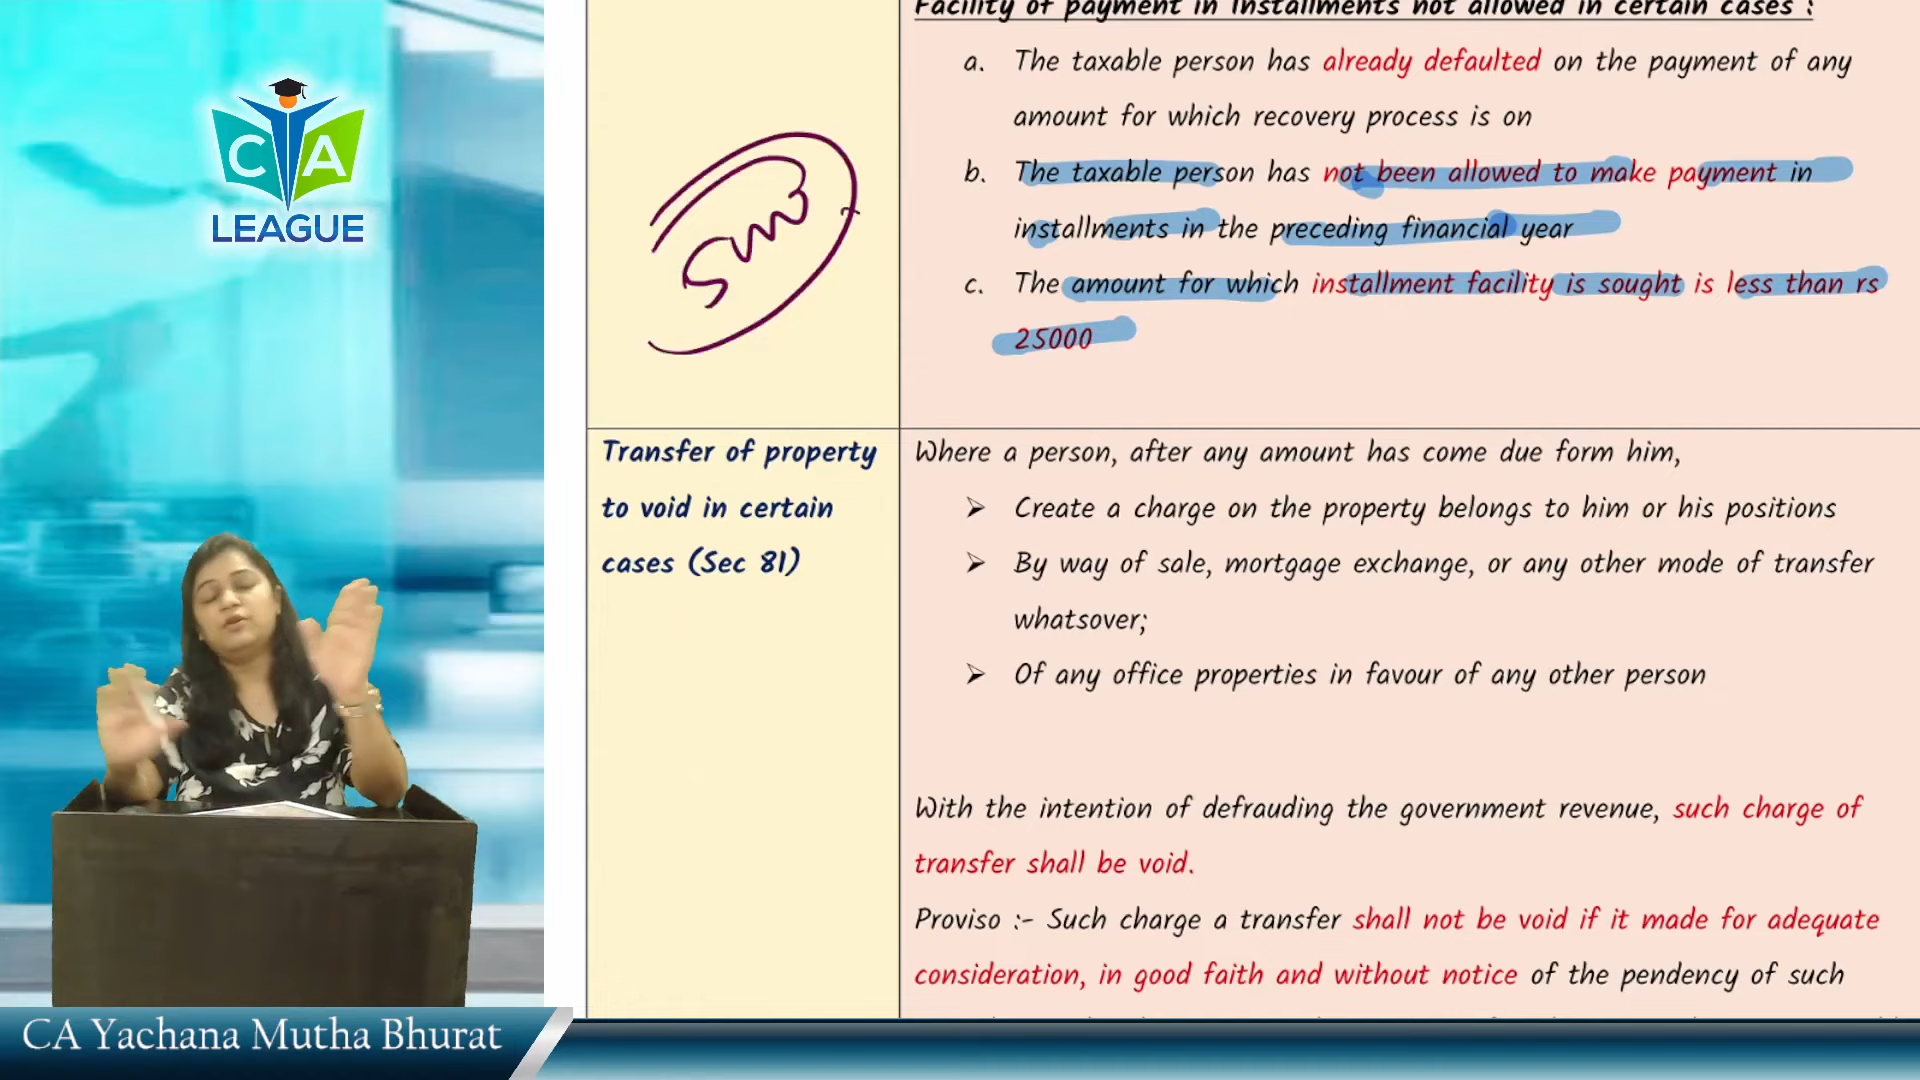 Facility of payment in Installments not allowed in certain cases :
a. The taxable person has already defaulted on the payment of any
amount for which recovery process is on
b. The taxable person has not been allowed to make payment in
installments in the preceding financial year
c. The amount for which installment facility is sought is less than rs
25000
CA
LEAGUE
Transfer of property
to void in certain
cases (Sec 81)
Where a person, after any amount has come due form him,
➢ Create a charge on the property belongs to him or his positions
➢ By way of sale, mortgage exchange, or any other mode of transfer
whatsover;
➢ Of any office properties in favour of any other person
With the intention of defrauding the government revenue, such charge of
transfer shall be void.
Proviso :- Such charge a transfer shall not be void if it made for adequate
consideration, in good faith and without notice of the pendency of such
CA Yachana Mutha Bhurat